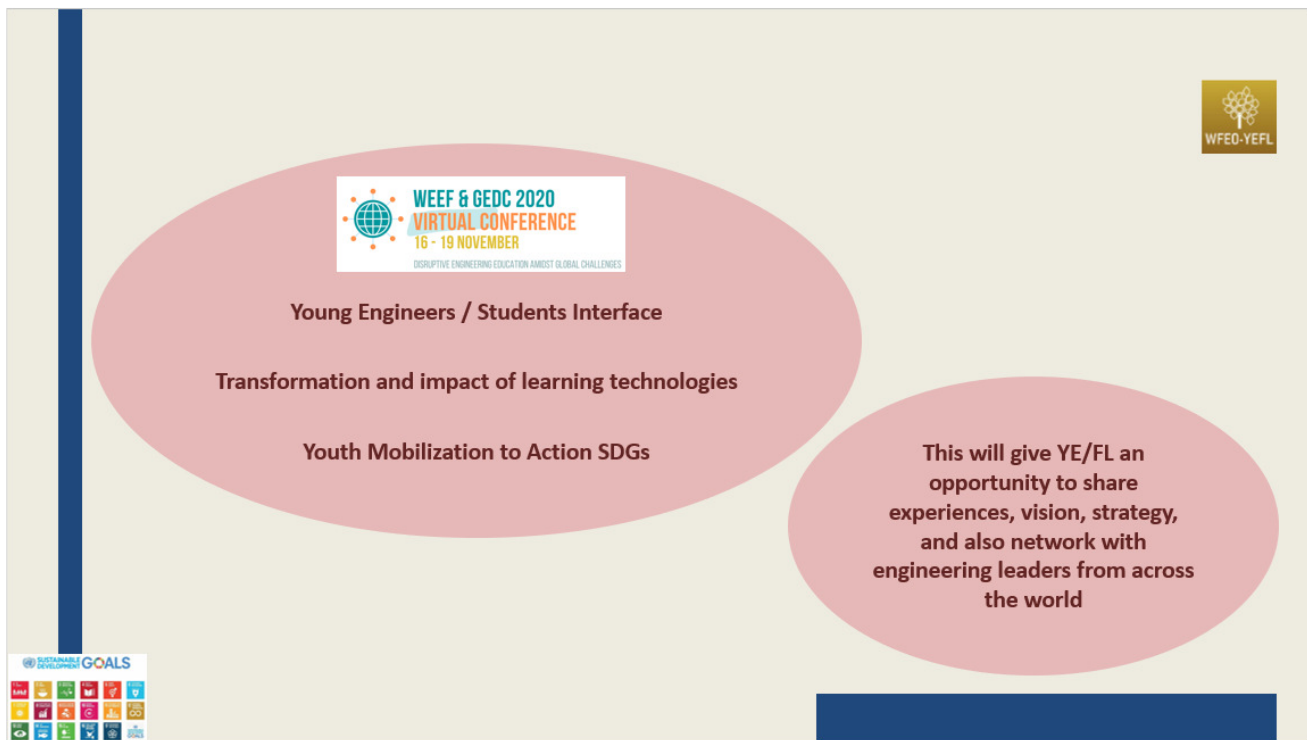 WFEO-YEFL
WEEF & GEDC 2020
VIRTUAL CONFERENCE
16 - 19 NOVEMBER
DISRUPTIVE ENGINEERING EDUCATION AMIDST GLOBAL CHALLENGES
Young Engineers / Students Interface
Transformation and impact of learning technologies
Youth Mobilization to Action SDGs
This will give YE/FL an
opportunity to share
experiences, vision, strategy,
and also network with
engineering leaders from across
the world
SUSTAINABLE DEVELOPMENT GOALS